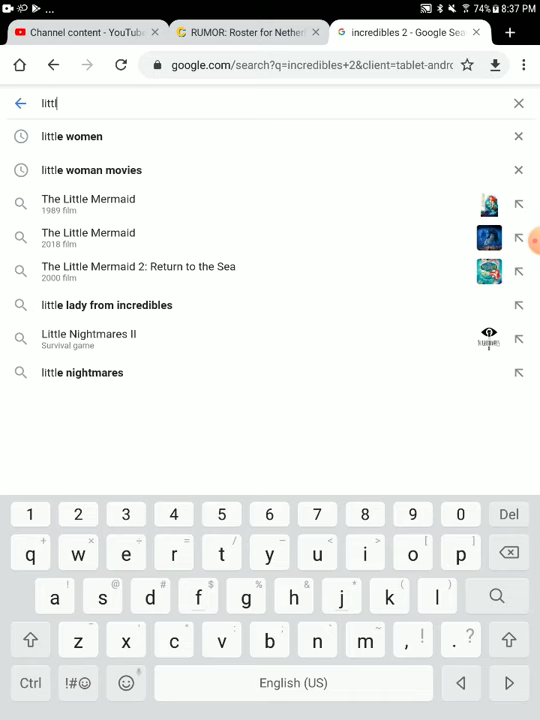 ... 74% 8:37 PM
Channel content - YouTube RUMOR: Roster for Nether incredibles 2 - Google Sea
google.com/search?q=incredibles+2&client=tablet-andro
littl
little women
little woman movies
The Little Mermaid
1989 film
The Little Mermaid
2018 film
The Little Mermaid 2: Return to the Sea
2000 film
little lady from incredibles
Little Nightmares II
Survival game
little nightmares
1 2 3 4 5 6 7 8 9 0 Del
+ × ÷ = / _ < > [ ]
q w e r t y u i o p
! @ # $ % ^ & * ( )
a s d f g h j k l
- ' " : ; , ! ?
z x c v b n m , .
Ctrl !#☺ English (US)